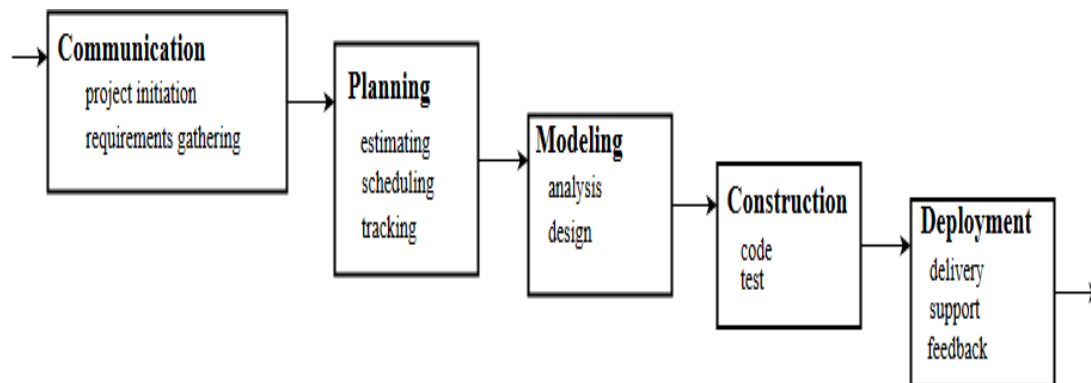 Communication
project initiation
requirements gathering
Planning
estimating
scheduling
tracking
Modeling
analysis
design
Construction
code
test
Deployment
delivery
support
feedback